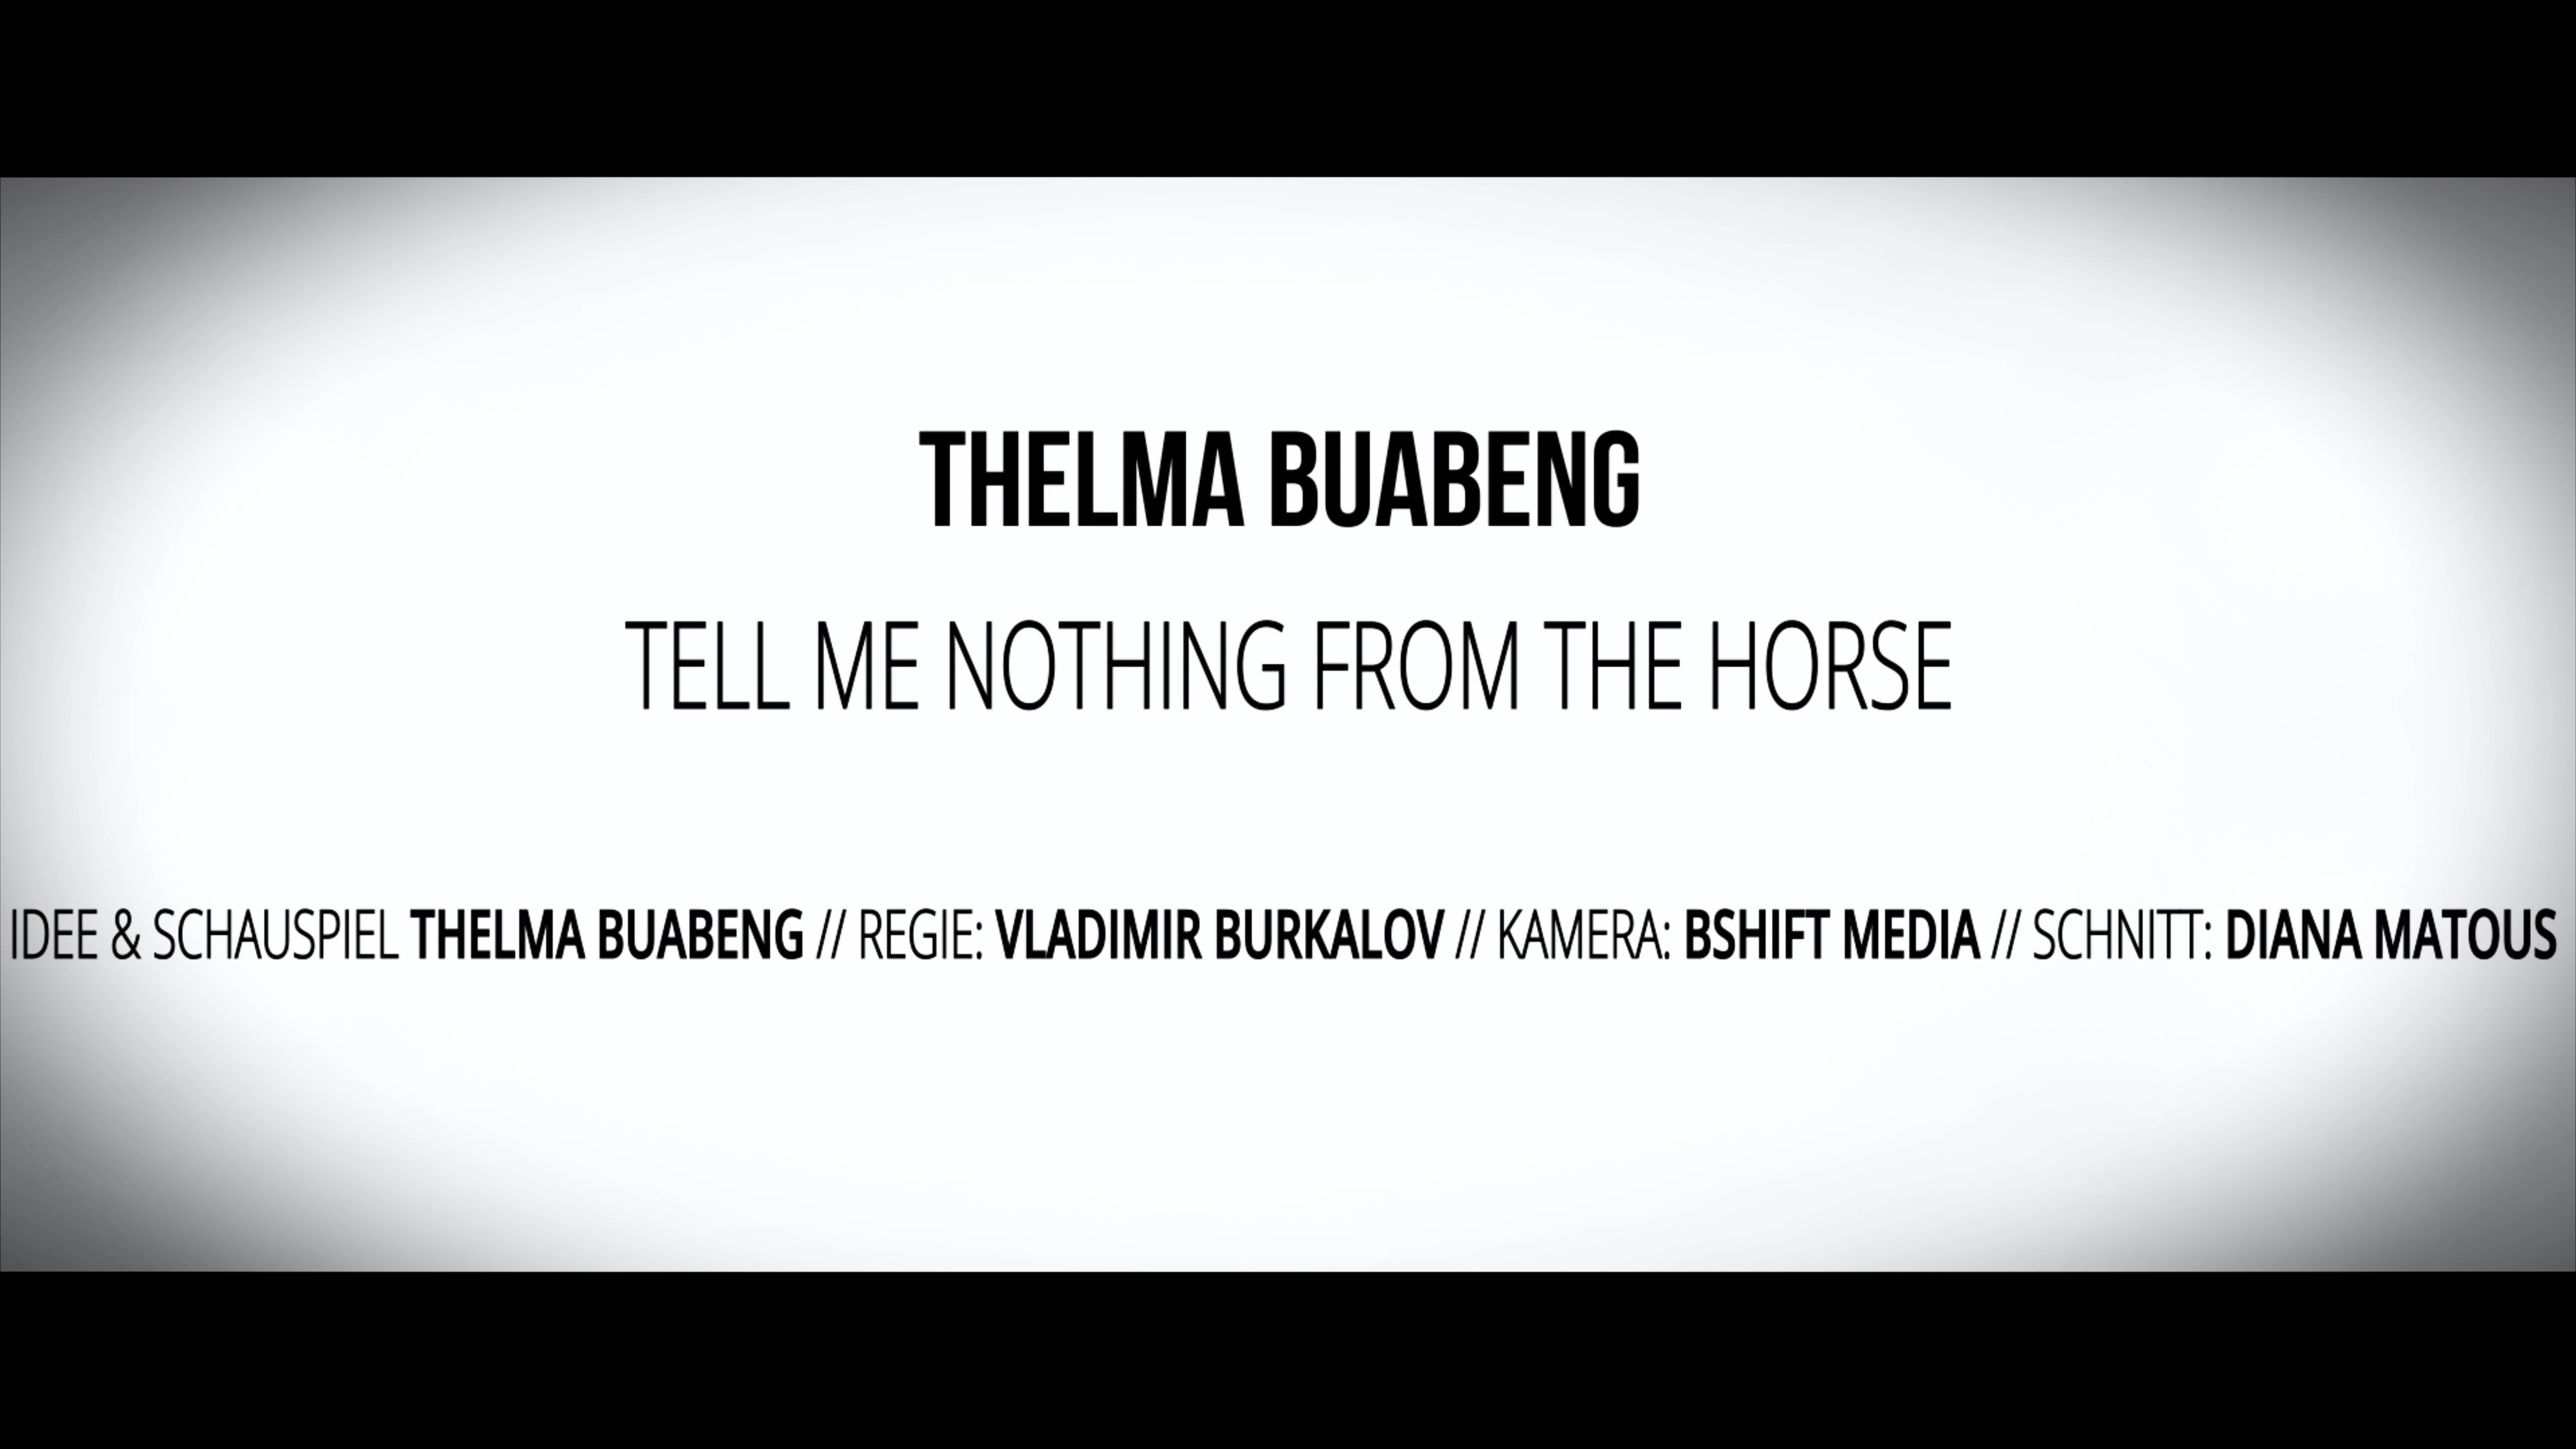 THELMA BUABENG
TELL ME NOTHING FROM THE HORSE
IDEE & SCHAUSPIEL THELMA BUABENG // REGIE: VLADIMIR BURKALOV // KAMERA: BSHIFT MEDIA // SCHNITT: DIANA MATOUS